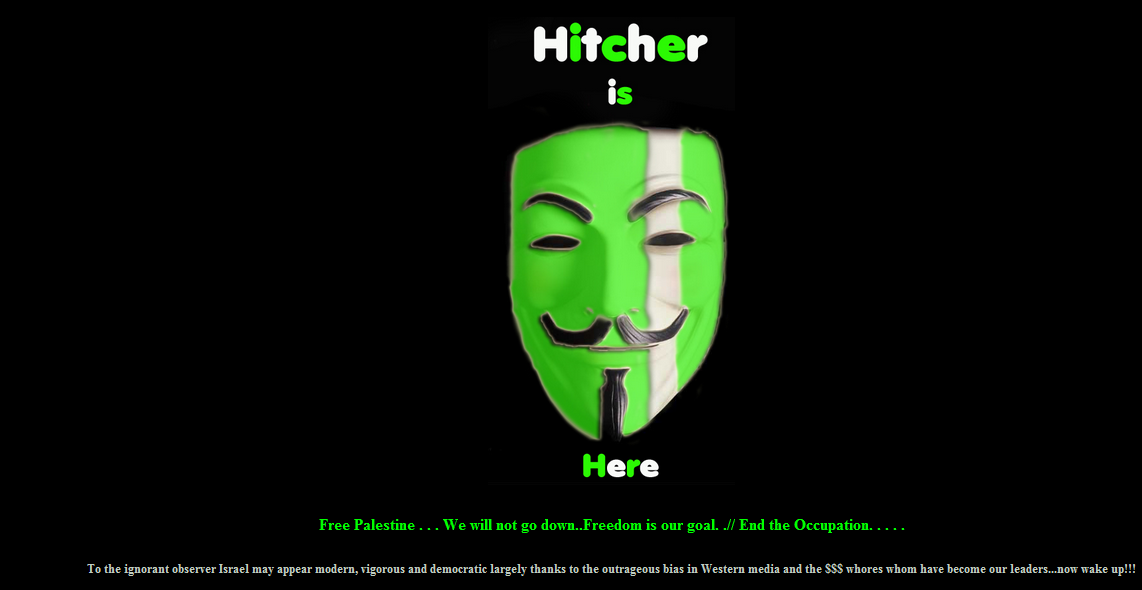 Hitcher
is
Here
Free Palestine . . . We will not go down..Freedom is our goal. .// End the Occupation. . . . .
To the ignorant observer Israel may appear modern, vigorous and democratic largely thanks to the outrageous bias in Western media and the $$$ whores whom have become our leaders...now wake up!!!